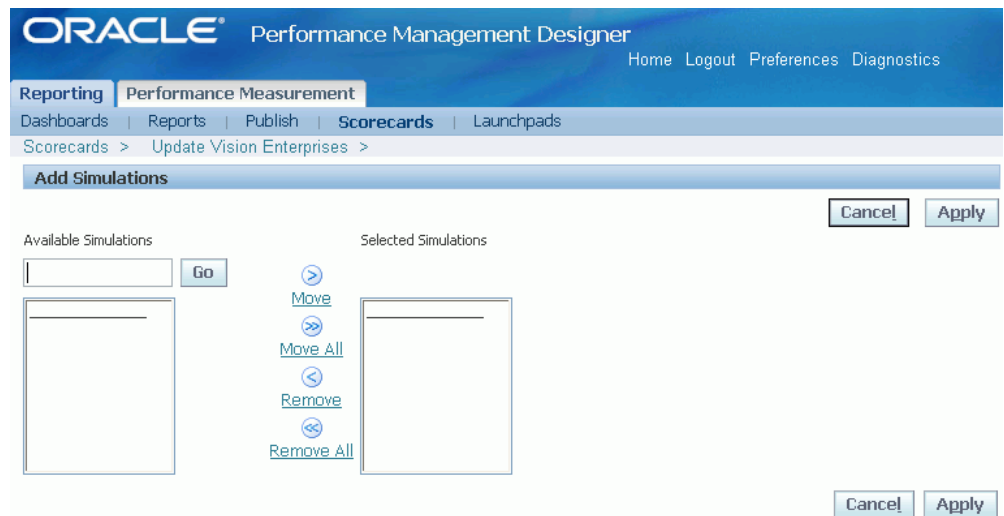 ORACLE® Performance Management Designer
Home Logout Preferences Diagnostics
Reporting Performance Measurement
Dashboards | Reports | Publish | Scorecards | Launchpads
Scorecards > Update Vision Enterprises >
Add Simulations
Cancel Apply
Available Simulations Selected Simulations
Go
Move
Move All
Remove
Remove All
Cancel Apply